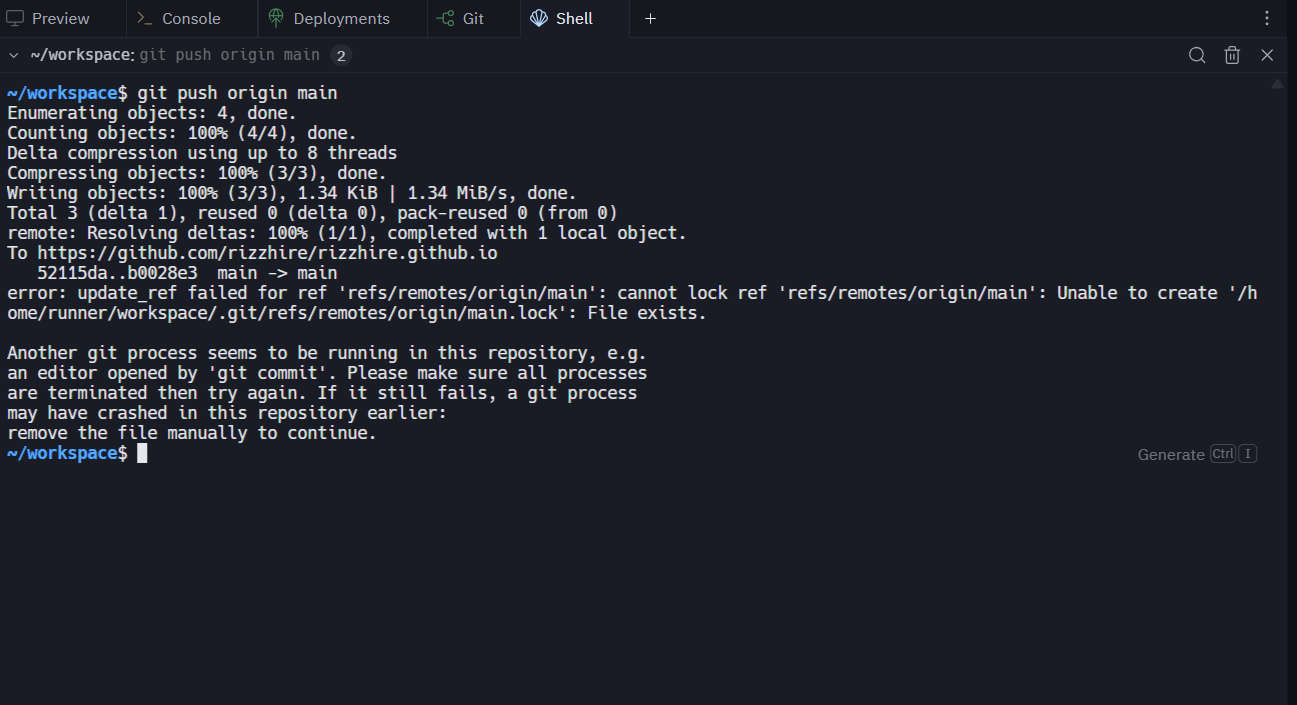 Preview
Console
Deployments
Git
Shell
~/workspace: git push origin main 2
~/workspace$ git push origin main
Enumerating objects: 4, done.
Counting objects: 100% (4/4), done.
Delta compression using up to 8 threads
Compressing objects: 100% (3/3), done.
Writing objects: 100% (3/3), 1.34 KiB | 1.34 MiB/s, done.
Total 3 (delta 1), reused 0 (delta 0), pack-reused 0 (from 0)
remote: Resolving deltas: 100% (1/1), completed with 1 local object.
To https://github.com/rizzhire/rizzhire.github.io
   52115da..b0028e3  main -> main
error: update_ref failed for ref 'refs/remotes/origin/main': cannot lock ref 'refs/remotes/origin/main': Unable to create '/h
ome/runner/workspace/.git/refs/remotes/origin/main.lock': File exists.
Another git process seems to be running in this repository, e.g.
an editor opened by 'git commit'. Please make sure all processes
are terminated then try again. If it still fails, a git process
may have crashed in this repository earlier:
remove the file manually to continue.
~/workspace$
Generate Ctrl I